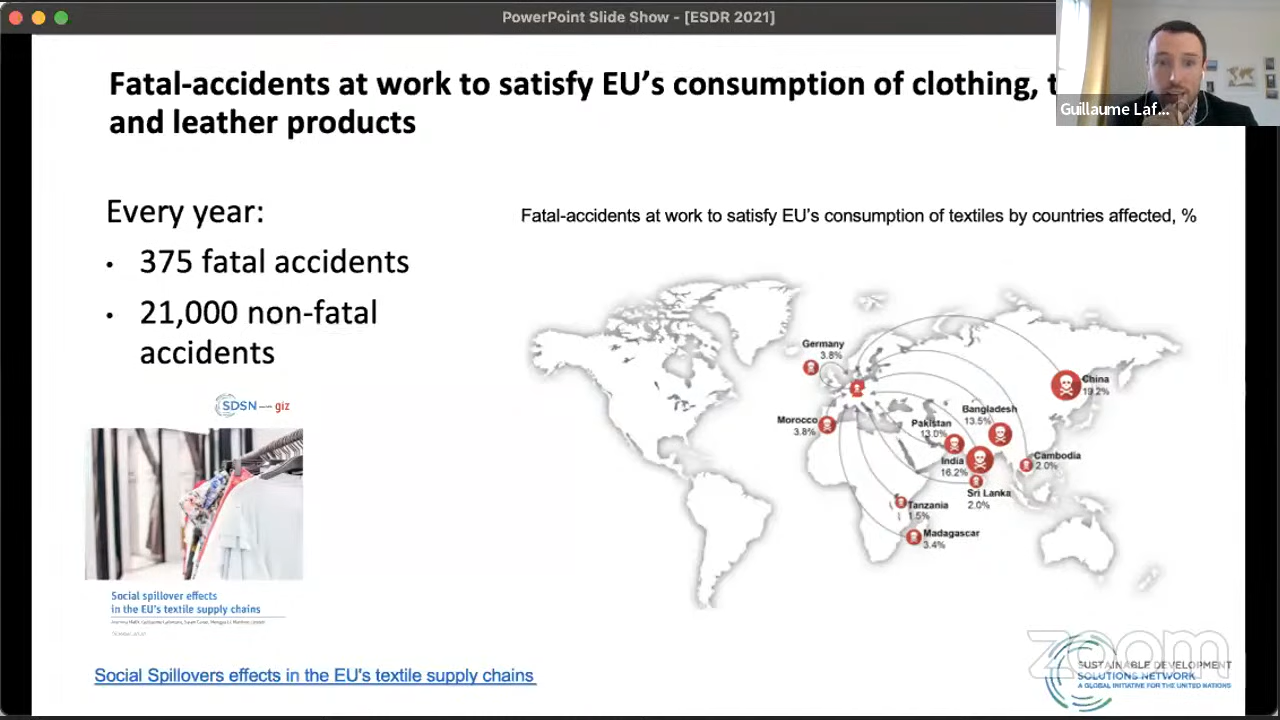 PowerPoint Slide Show - [ESDR 2021]
Fatal-accidents at work to satisfy EU's consumption of clothing,
and leather products
Guillaume Laf...
Every year:
• 375 fatal accidents
• 21,000 non-fatal
accidents
Fatal-accidents at work to satisfy EU's consumption of textiles by countries affected, %
Germany
3.8%
China
19.2%
Bangladesh
13.5%
Morocco
3.8%
Pakistan
13.0%
India
16.2%
Cambodia
2.0%
Sri Lanka
2.0%
Tanzania
1.5%
Madagascar
3.4%
SDSN
giz
Social spillover effects
in the EU's textile supply chains
Social Spillovers effects in the EU's textile supply chains
zoom
SUSTAINABLE DEVELOPMENT
SOLUTIONS NETWORK
A GLOBAL INITIATIVE FOR THE UNITED NATIONS